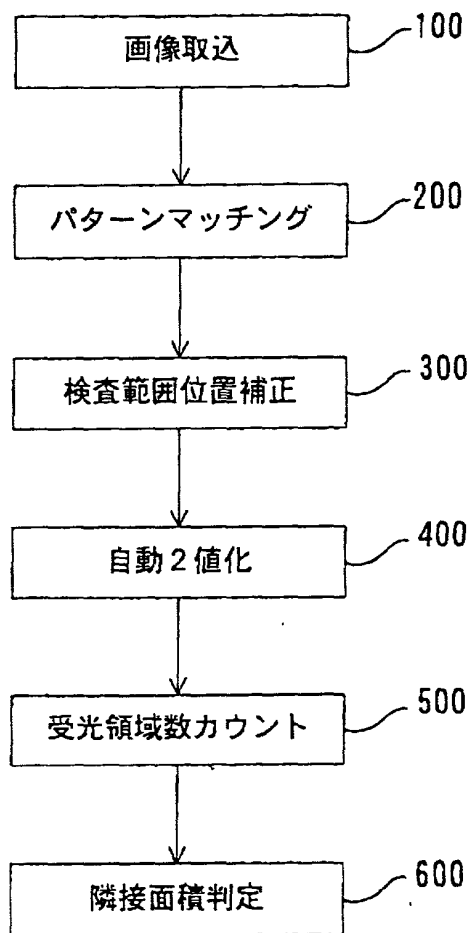 画像取込
100
パターンマッチング
200
検査範囲位置補正
300
自動2値化
400
受光領域数カウント
500
隣接面積判定
600